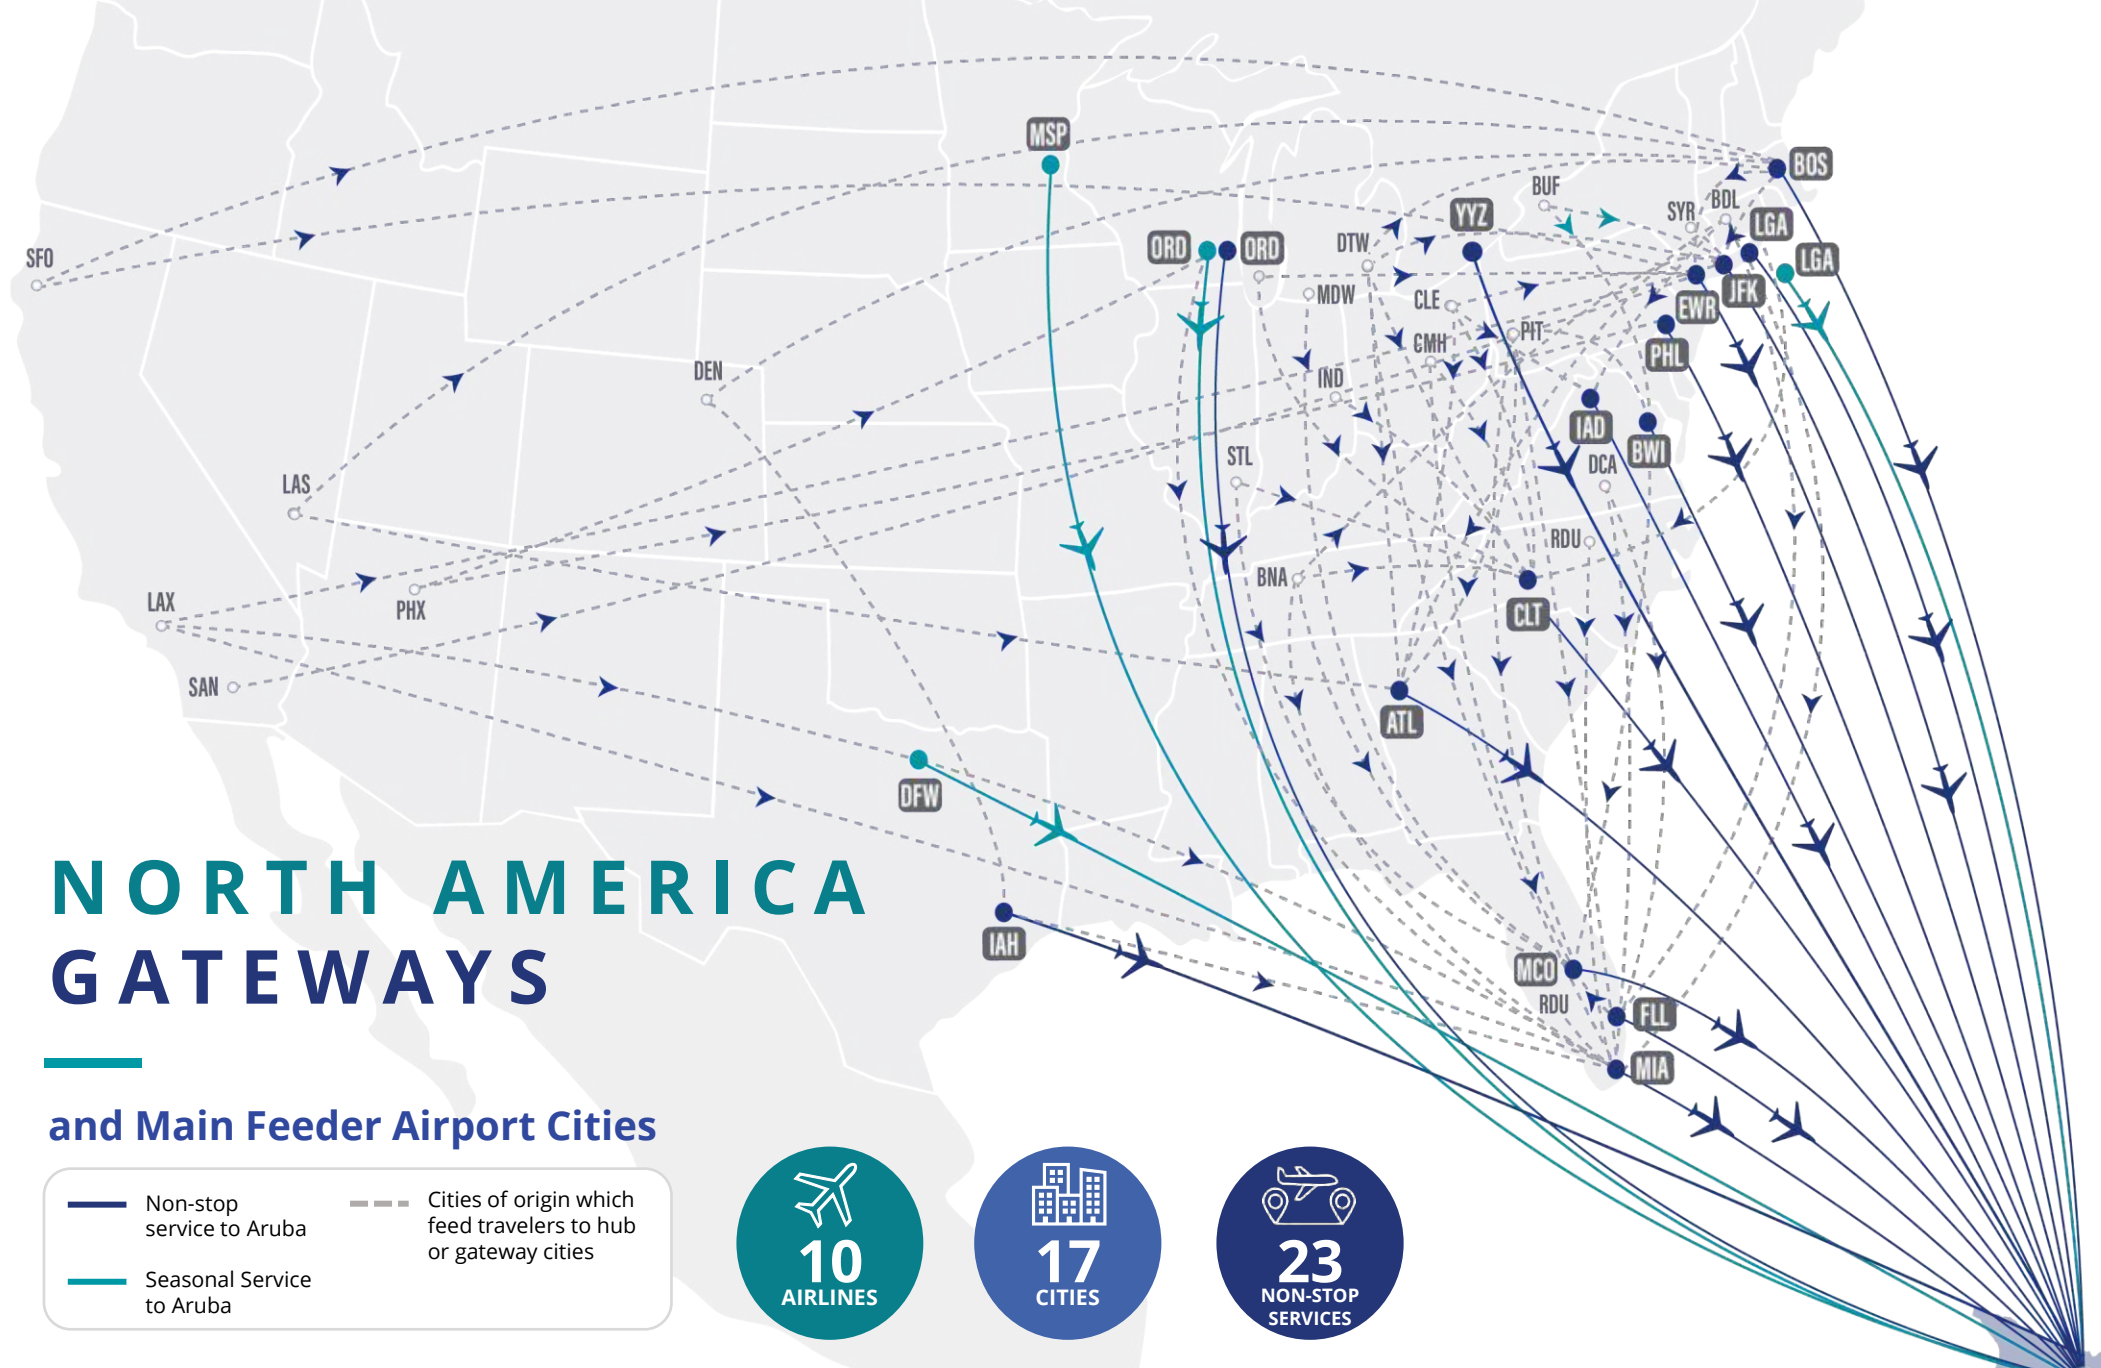 MSP
BOS
BUF
BDL
SYR
YYZ
LGA
DTW
ORD
ORD
LGA
SFO
MDW
CLE
JFK
EWR
PIT
CMH
PHL
DEN
IND
IAD
BWI
STL
DCA
LAS
RDU
BNA
LAX
PHX
CLT
SAN
ATL
DFW
NORTH AMERICA
GATEWAYS
IAH
MCO
RDU
FLL
MIA
and Main Feeder Airport Cities
Non-stop
service to Aruba
Seasonal Service
to Aruba
Cities of origin which
feed travelers to hub
or gateway cities
10
AIRLINES
17
CITIES
23
NON-STOP
SERVICES